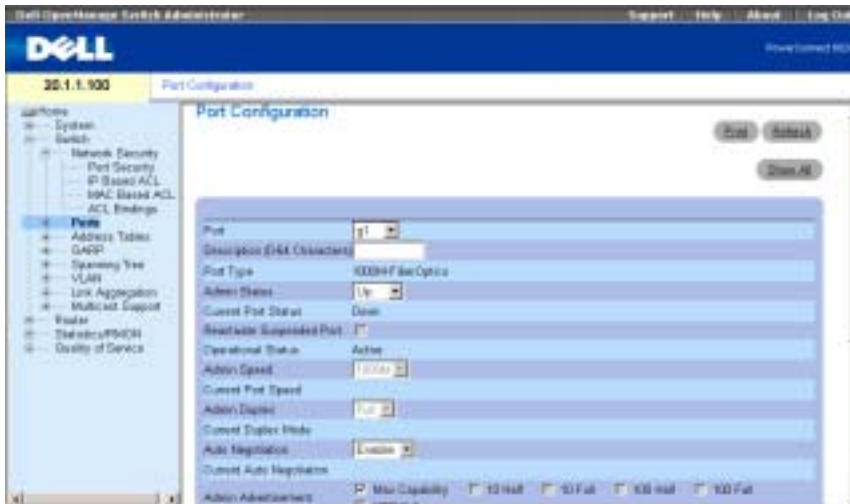 Dell OpenManage Switch Administrator
Support Help About Log Out
DELL
PowerConnect
20.1.1.100
Port Configuration
Home
System
Switch
Network Security
Port Security
IP Based ACL
MAC Based ACL
ACL Bindings
Ports
Address Tables
GARP
Spanning Tree
VLAN
Link Aggregation
Multicast Support
Router
Statistics/RMON
Quality of Service
Port Configuration
Print Refresh
Show All
Port g1
Description (0-64 Characters)
Port Type 1000M-FiberOptics
Admin Status Up
Current Port Status Down
Reactivate Suspended Port
Operational Status Active
Admin Speed 1000M
Current Port Speed
Admin Duplex Full
Current Duplex Mode
Auto Negotiation Enable
Current Auto Negotiation
Admin Advertisement Max Capability 10 Half 10 Full 100 Half 100 Full